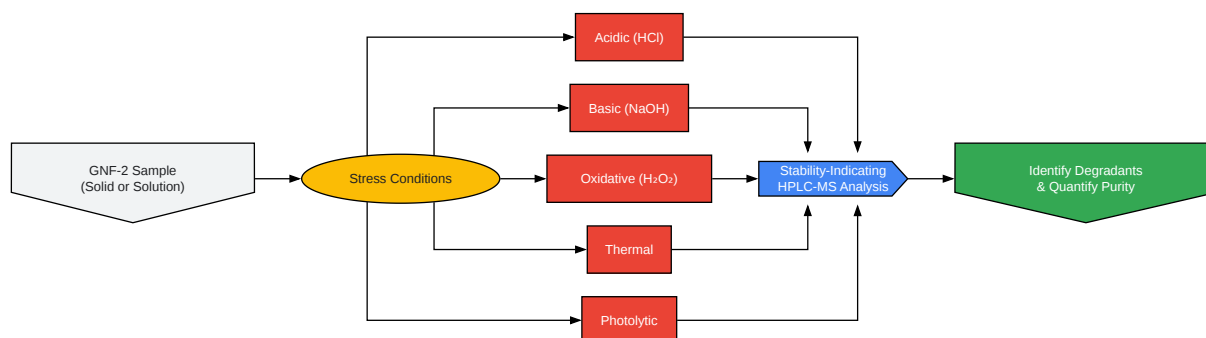 GNF-2 Sample
(Solid or Solution)
Stress Conditions
Acidic (HCl)
Basic (NaOH)
Oxidative (H₂O₂)
Thermal
Photolytic
Stability-Indicating
HPLC-MS Analysis
Identify Degradants
& Quantify Purity